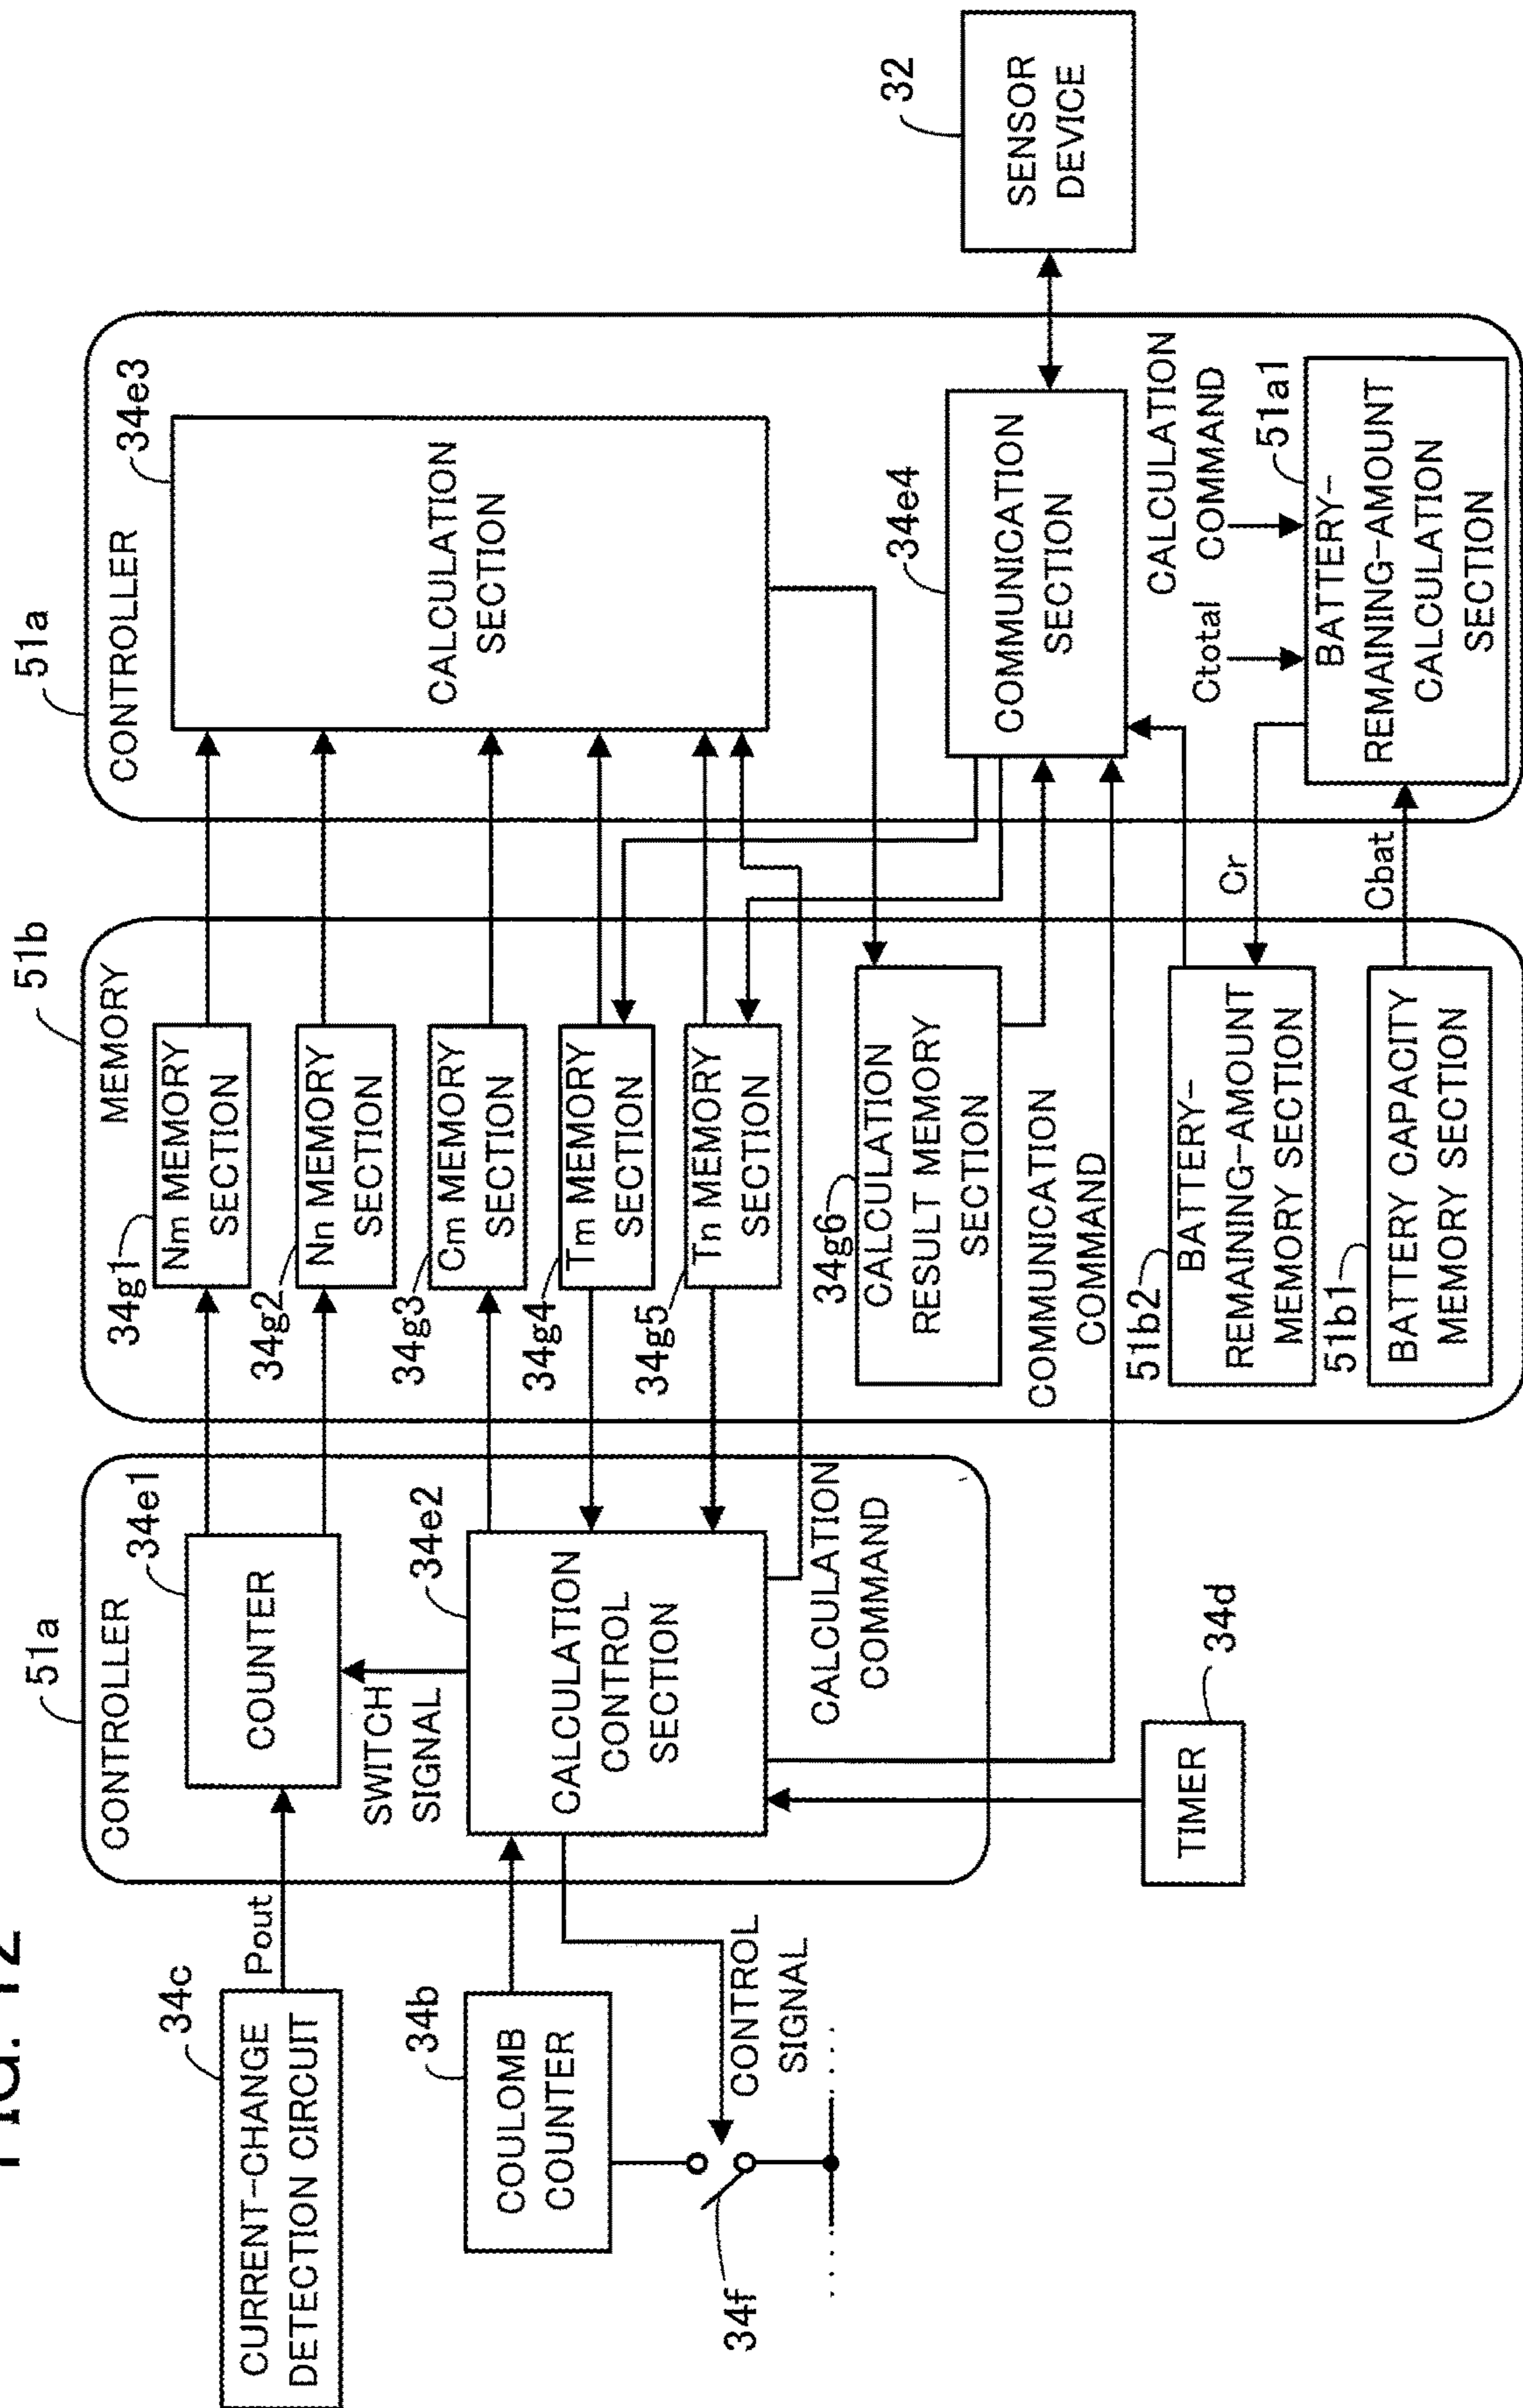 FIG. 12
34c
CURRENT-CHANGE
DETECTION CIRCUIT
Pout
34b
COULOMB
COUNTER
CONTROL
SIGNAL
34f
51a
CONTROLLER
34e1
COUNTER
SWITCH
SIGNAL
34e2
CALCULATION
CONTROL
SECTION
CALCULATION
COMMAND
34d
TIMER
51b
MEMORY
34g1
Nm MEMORY
SECTION
34g2
Nn MEMORY
SECTION
34g3
Cm MEMORY
SECTION
34g4
Tm MEMORY
SECTION
34g5
Tn MEMORY
SECTION
34g6
CALCULATION
RESULT MEMORY
SECTION
COMMUNICATION
COMMAND
51b2
BATTERY-
REMAINING-AMOUNT
MEMORY SECTION
51b1
BATTERY CAPACITY
MEMORY SECTION
Cr
Cbat
51a
CONTROLLER
34e3
CALCULATION
SECTION
34e4
COMMUNICATION
SECTION
Ctotal
CALCULATION
COMMAND
51a1
BATTERY-
REMAINING-AMOUNT
CALCULATION
SECTION
32
SENSOR
DEVICE